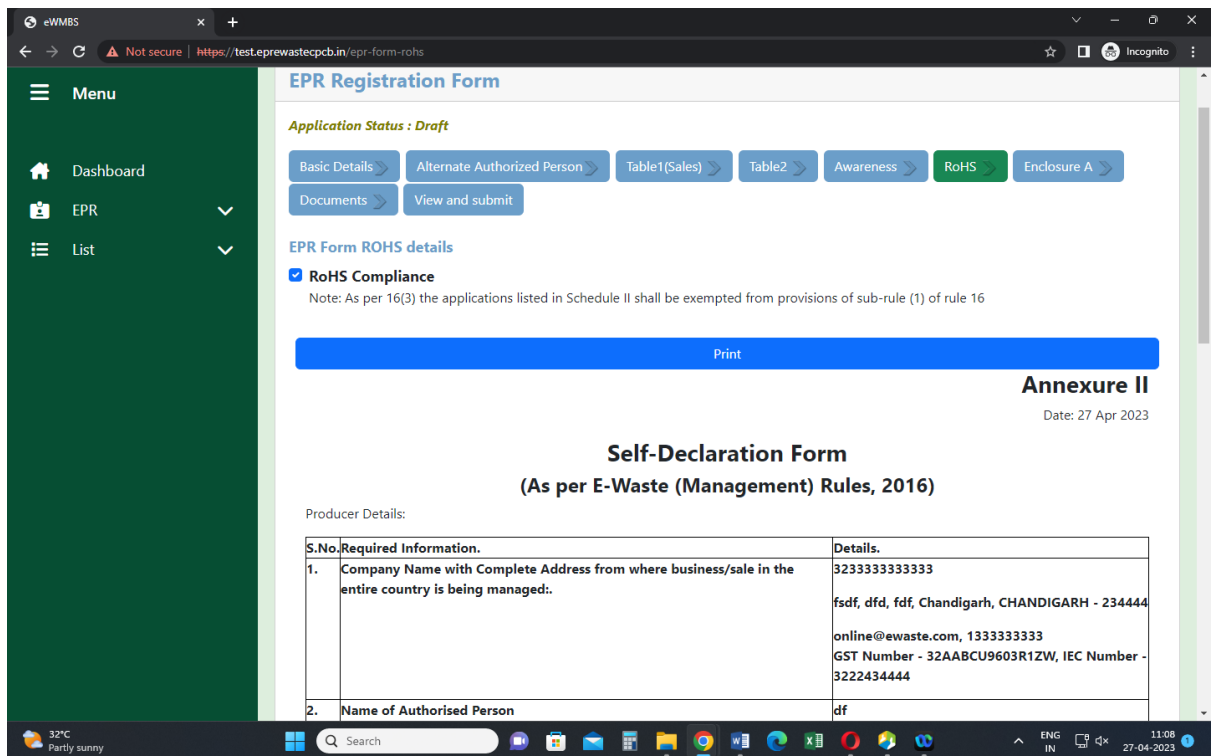 eWMBS
Not secure https://test.eprewastecpcb.in/epr-form-rohs
Incognito
Menu
Dashboard
EPR
List
EPR Registration Form
Application Status : Draft
Basic Details
Alternate Authorized Person
Table1(Sales)
Table2
Awareness
RoHS
Enclosure A
Documents
View and submit
EPR Form ROHS details
RoHS Compliance
Note: As per 16(3) the applications listed in Schedule II shall be exempted from provisions of sub-rule (1) of rule 16
Print
Annexure II
Date: 27 Apr 2023
Self-Declaration Form
(As per E-Waste (Management) Rules, 2016)
Producer Details:
S.No. Required Information. Details.
1. Company Name with Complete Address from where business/sale in the 3233333333333
entire country is being managed:.
fsdf, dfd, fdf, Chandigarh, CHANDIGARH - 234444
online@ewaste.com, 1333333333
GST Number - 32AABCU9603R1ZW, IEC Number -
3222434444
2. Name of Authorised Person df
32°C
Partly sunny
Search
ENG
IN
11:08
27-04-2023
1